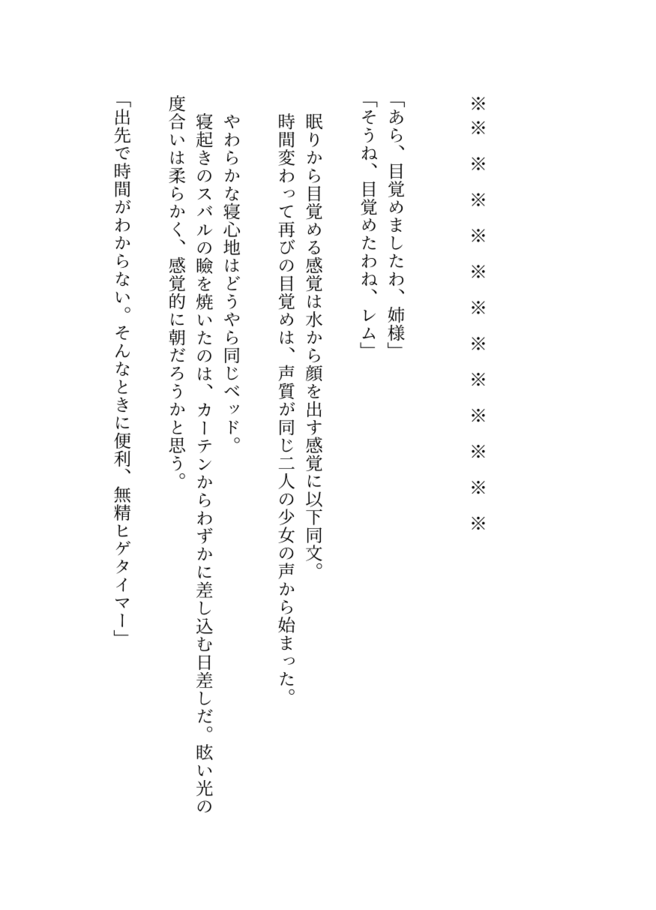 ※※ ※ ※ ※ ※ ※ ※ ※ ※ ※ ※ ※
「あら、目覚めましたわ、姉様」
「そうね、目覚めたわね、レム」
眠りから目覚める感覚は水から顔を出す感覚に以下同文。
時間変わって再びの目覚めは、声質が同じ二人の少女の声から始まった。
やわらかな寝心地はどうやら同じベッド。
寝起きのスバルの瞼を焼いたのは、カーテンからわずかに差し込む日差しだ。眩い光の
度合いは柔らかく、感覚的に朝だろうかと思う。
「出先で時間がわからない。そんなときに便利、無精ヒゲタイマー」